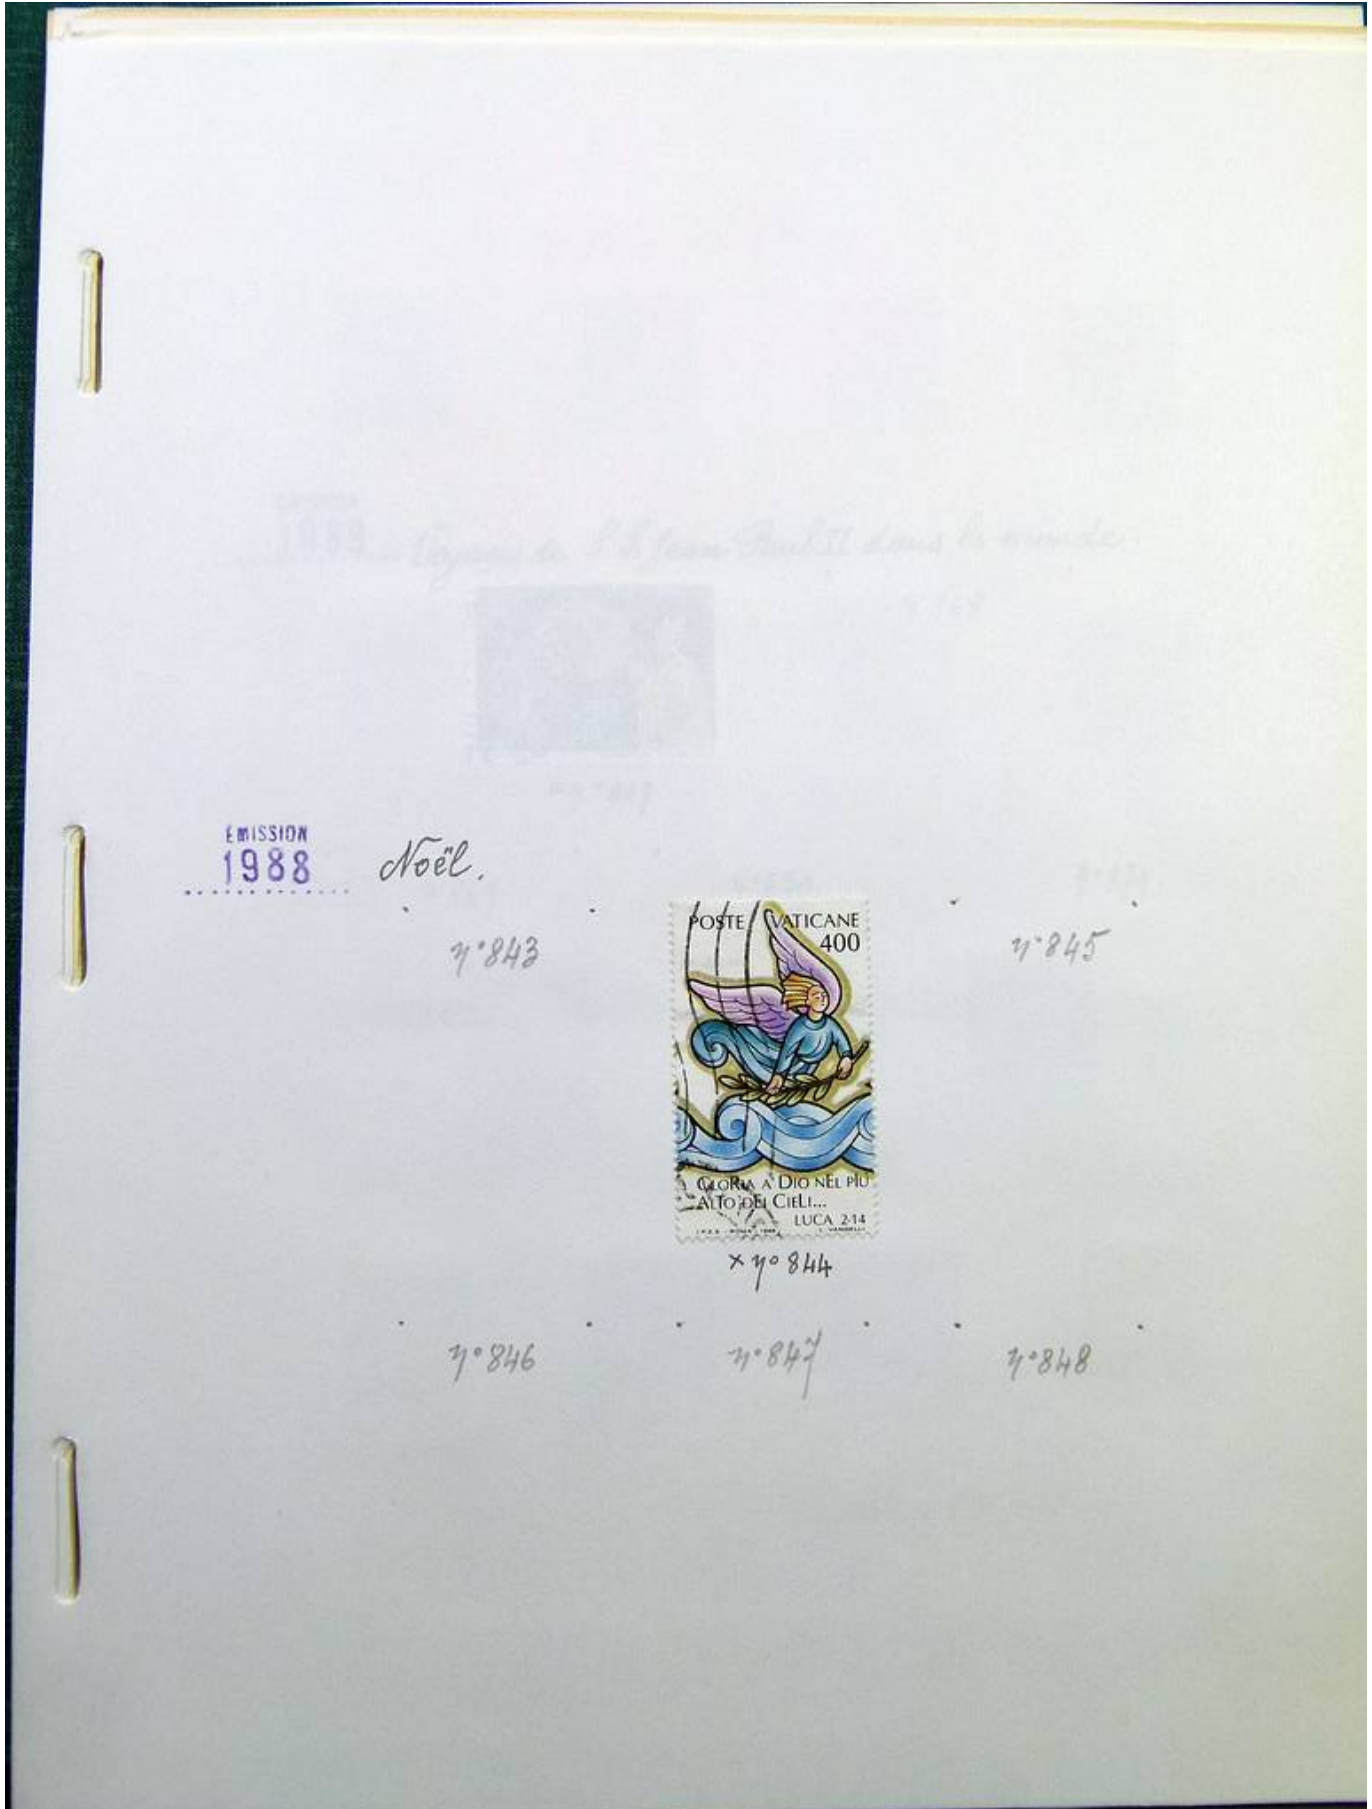 EMISSION
1988 Noël.
n°843
n°845
POSTE VATICANE
400
GLORIA A DIO NEL PIÙ
ALTO DEI CIELI...
LUCA 2-14
x n° 844
n°846
n°847
n°848